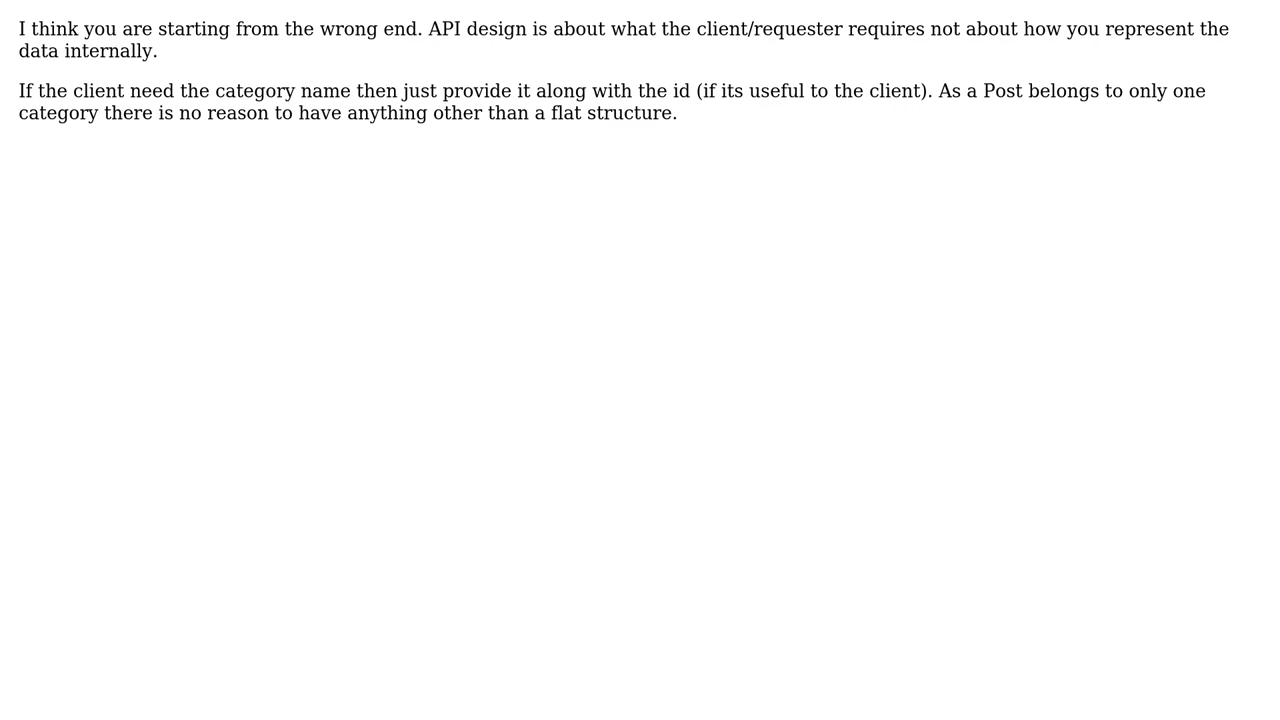 I think you are starting from the wrong end. API design is about what the client/requester requires not about how you represent the
data internally.
If the client need the category name then just provide it along with the id (if its useful to the client). As a Post belongs to only one
category there is no reason to have anything other than a flat structure.